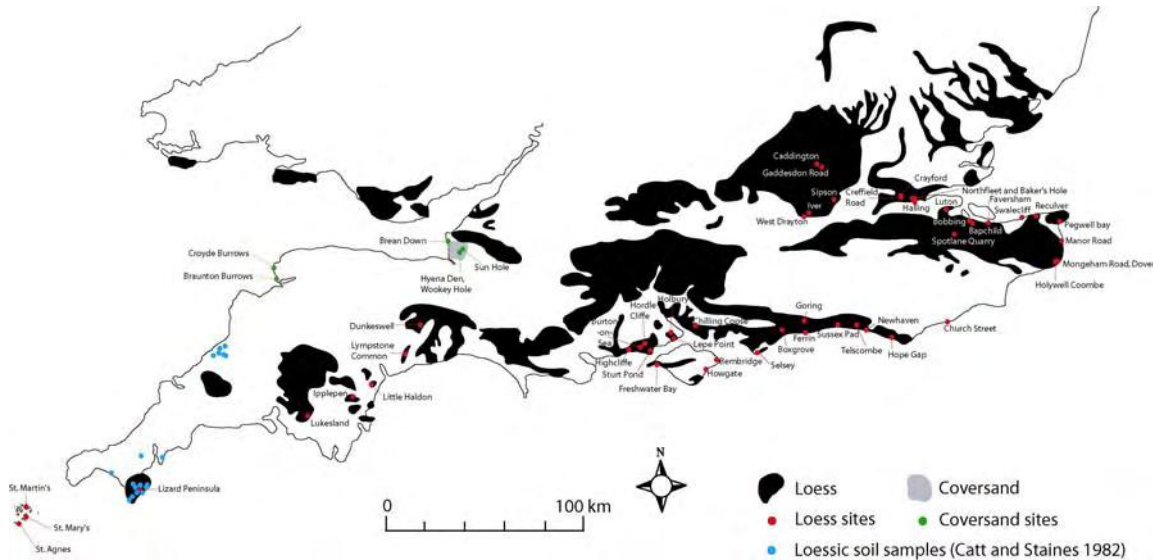 Caddington
Gaddesdon Road
Crayford
Sipson
Creffield
Road
Northfleet and Baker's Hole
Iver
Halling
Luton
Faversham
Swalecliff
Reculver
West Drayton
Bobbing
Bapchild
Pegwell bay
Spotlane Quarry
Manor Road
Brean Down
Croyde Burrows
Sun Hole
Mongeham Road, Dover
Braunton Burrows
Hyena Den,
Wookey Hole
Holywell Coombe
Holbury
Hordle
Cliffe
Goring
Dunkeswell
Burton
-on-
Sea
Chilling Copse
Newhaven
Church Street
Sussex Pad
Lympstone
Common
Lepe Point
Ferrin
Telscombe
Boxgrove
Hope Gap
Highcliffe
Bembridge
Selsey
Sturt Pond
Howgate
Freshwater Bay
Ipplepen
Little Haldon
Lukesland
St. Martin's
Lizard Peninsula
St. Mary's
St. Agnes
N
0 100 km
Loess
Coversand
Loess sites
Coversand sites
Loessic soil samples (Catt and Staines 1982)